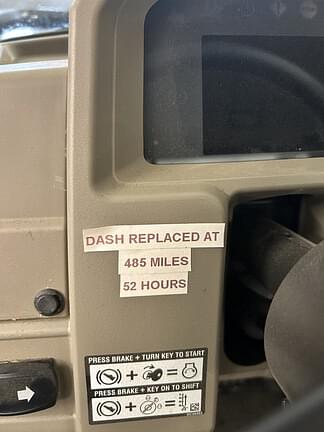 DASH REPLACED AT
485 MILES
52 HOURS
PRESS BRAKE + TURN KEY TO START
+ =
PRESS BRAKE + KEY ON TO SHIFT
+ =